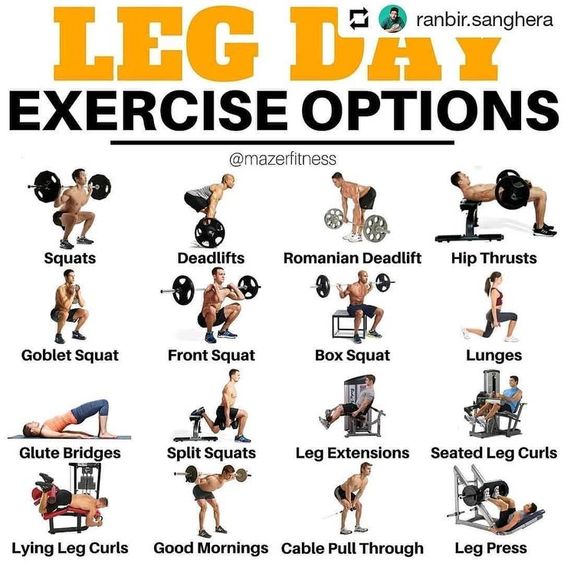 ranbir.sanghera
LEG DAY
EXERCISE OPTIONS
@mazerfitness
Squats
Deadlifts
Romanian Deadlift
Hip Thrusts
Goblet Squat
Front Squat
Box Squat
Lunges
Glute Bridges
Split Squats
Leg Extensions
Seated Leg Curls
Lying Leg Curls
Good Mornings
Cable Pull Through
Leg Press